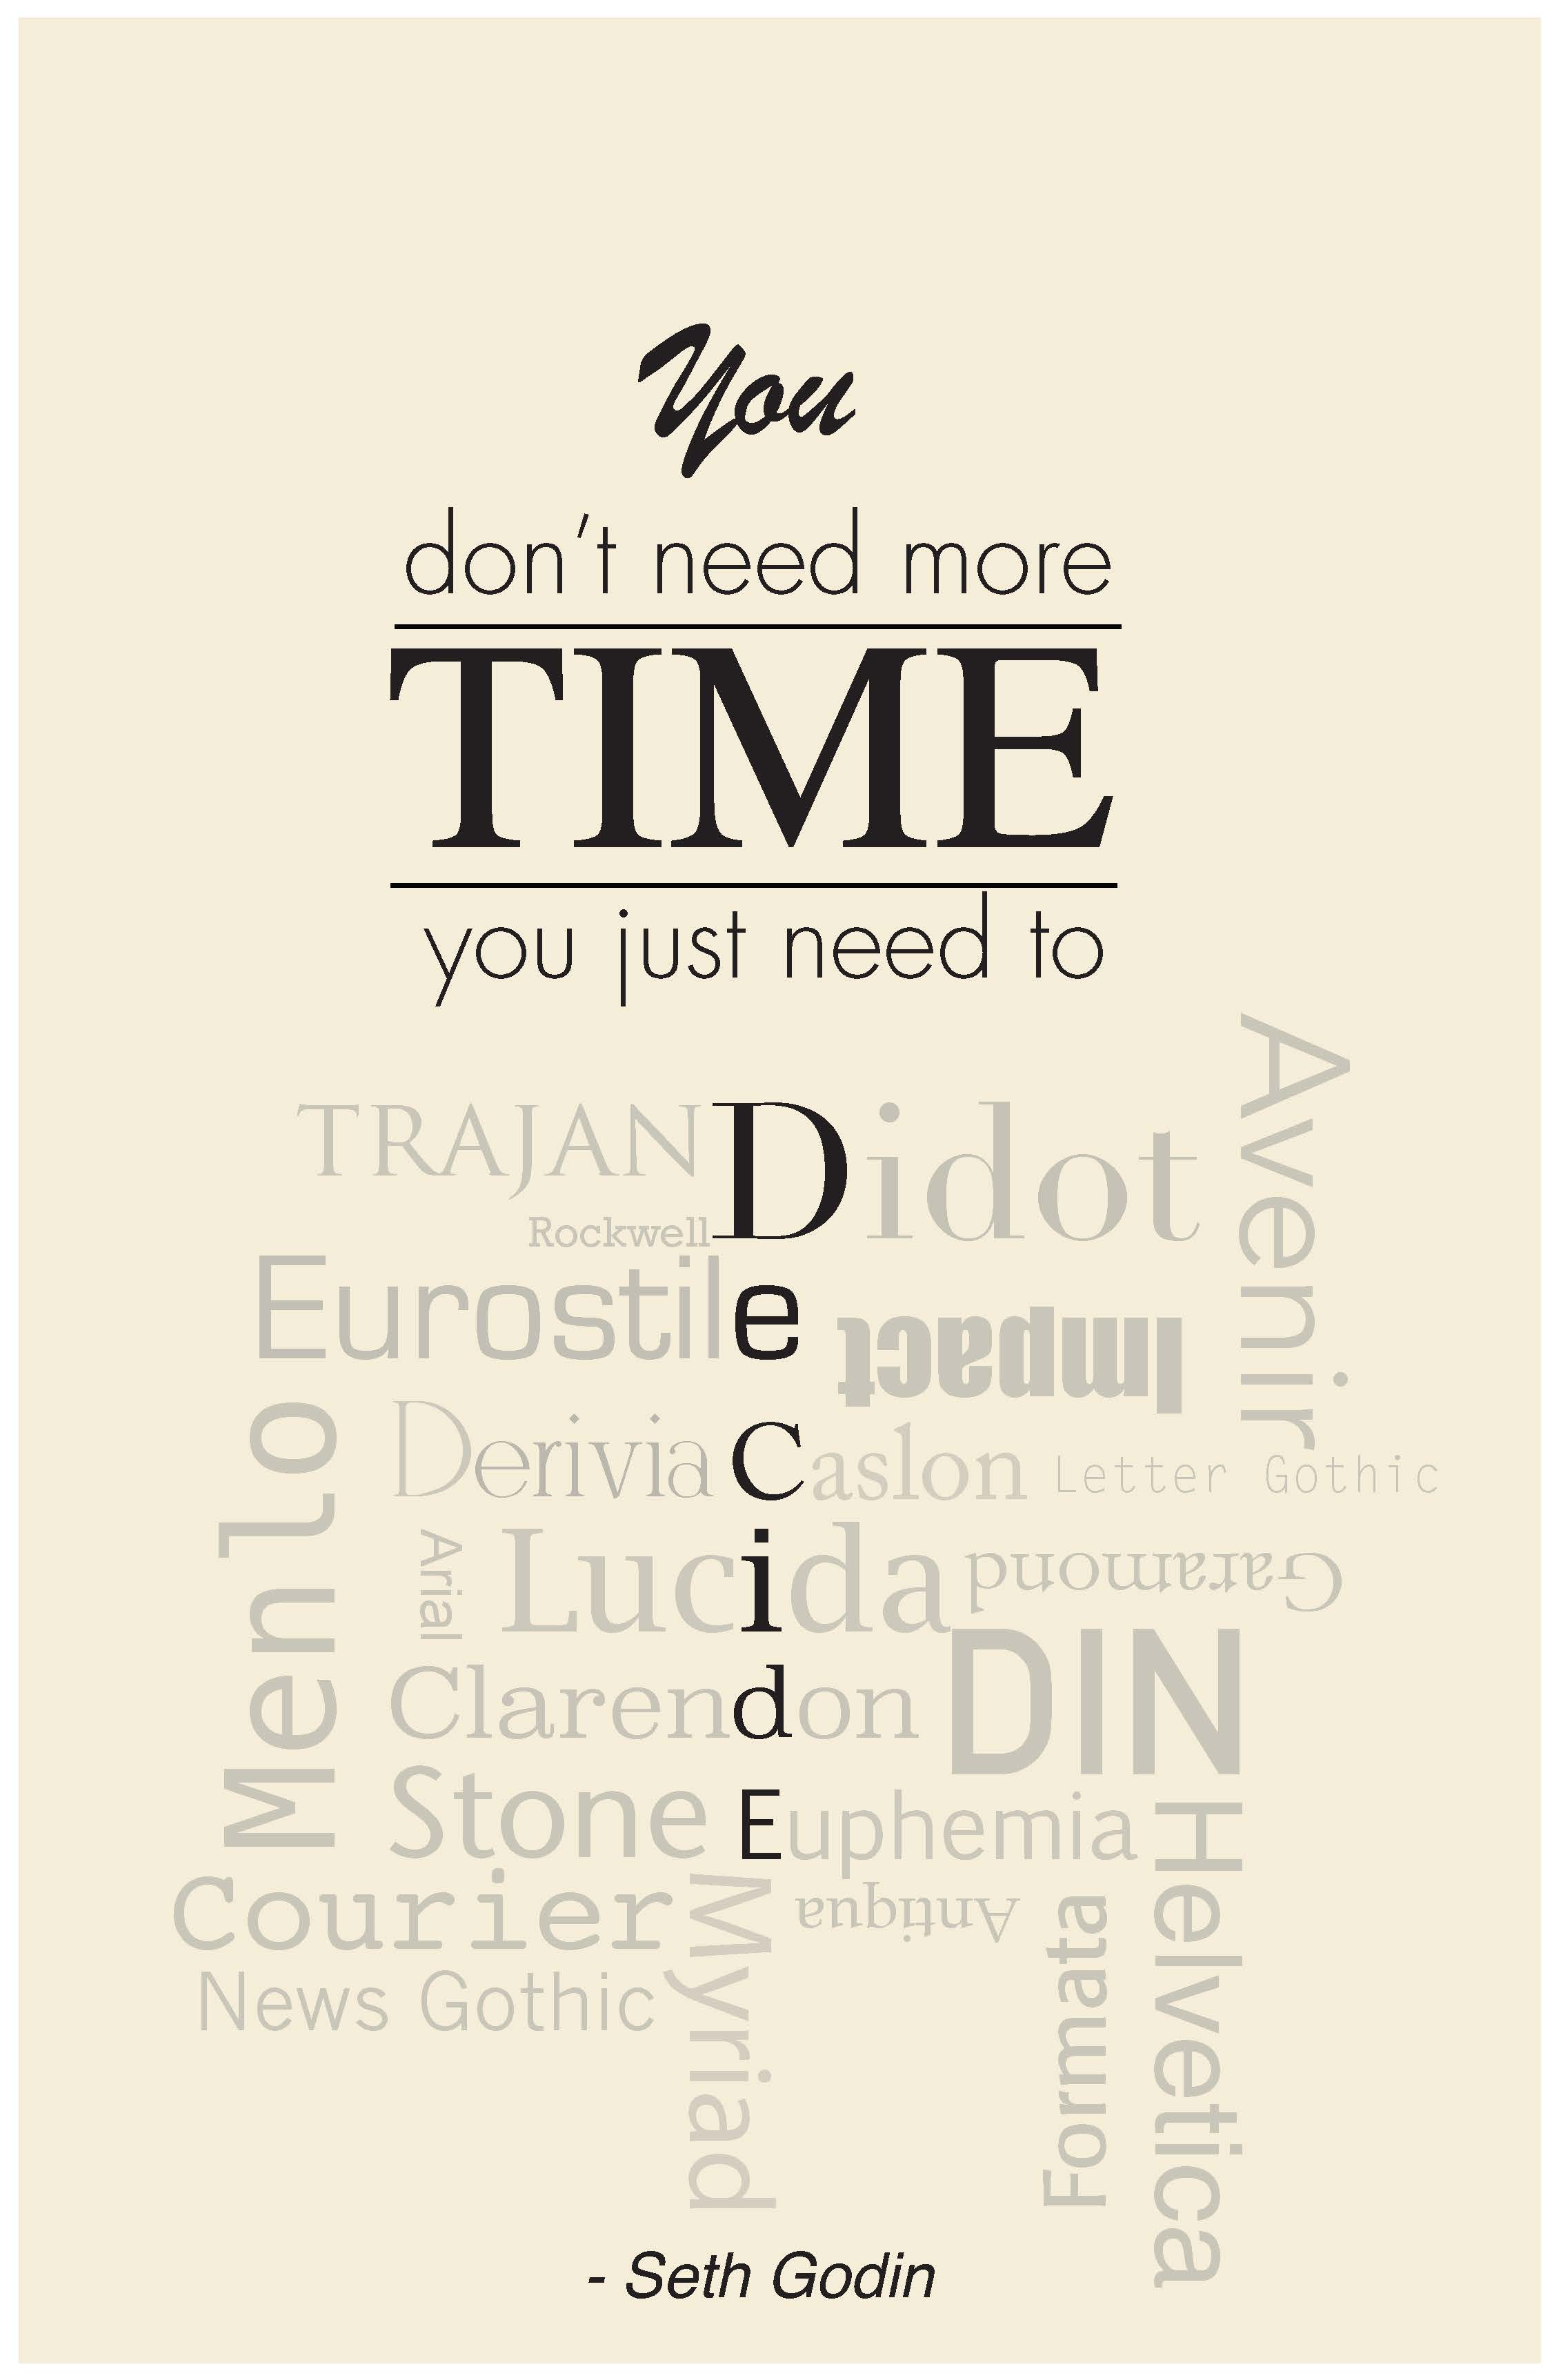 You
don't need more
TIME
you just need to
Avenir
TRAJAN Didot
Rockwell
Eurostile Impact
Menlo
Derivia Caslon Letter Gothic
Arial Lucida Garamond
Clarendon DIN
Stone Euphemia Helvetica
Courier Myriad Antiqua Formata
News Gothic
- Seth Godin